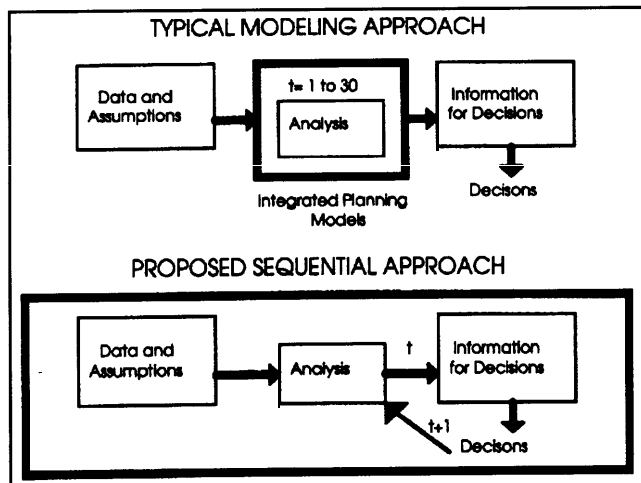 TYPICAL MODELING APPROACH
Data and
Assumptions
t= 1 to 30
Analysis
Integrated Planning
Models
Information
for Decisions
Decisons
PROPOSED SEQUENTIAL APPROACH
Data and
Assumptions
Analysis
t
Information
for Decisions
t+1
Decisons